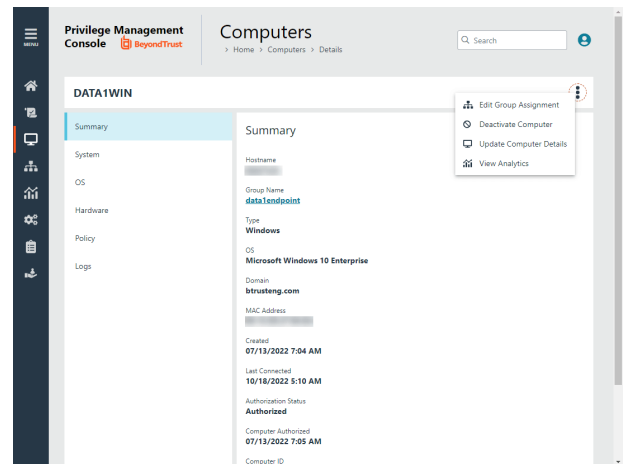 MENU
Privilege Management
Console BeyondTrust
Computers
› Home › Computers › Details
Search
DATA1WIN
Edit Group Assignment
Deactivate Computer
Update Computer Details
View Analytics
Summary
System
OS
Hardware
Policy
Logs
Summary
Hostname
Group Name
data1endpoint
Type
Windows
OS
Microsoft Windows 10 Enterprise
Domain
btrusteng.com
MAC Address
Created
07/13/2022 7:04 AM
Last Connected
10/18/2022 5:10 AM
Authorization Status
Authorized
Computer Authorized
07/13/2022 7:05 AM
Computer ID